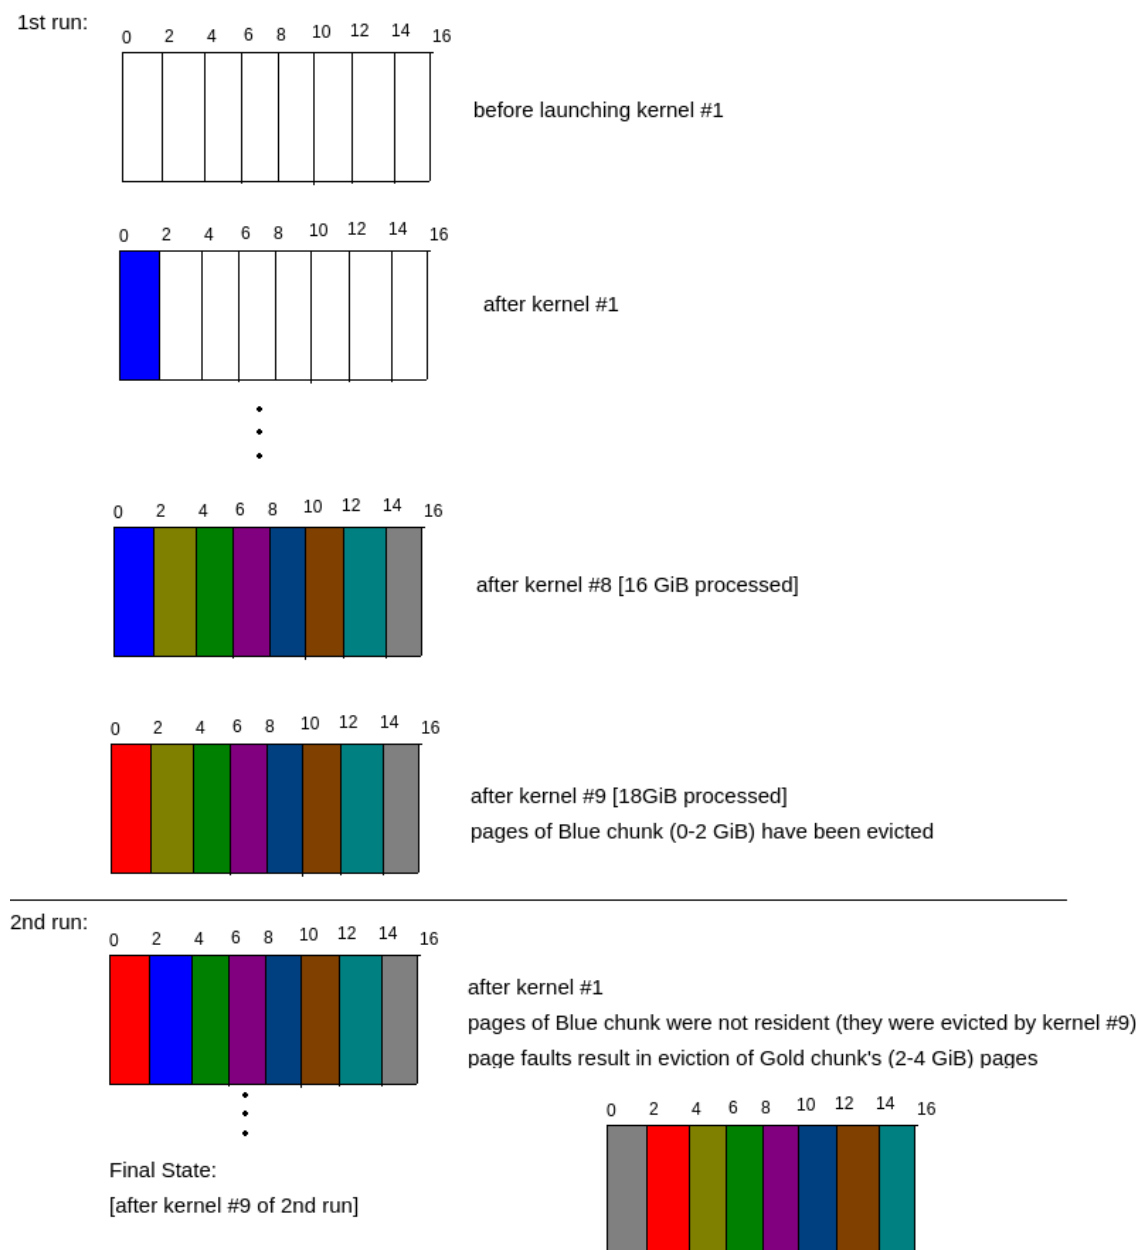 1st run:
0 2 4 6 8 10 12 14 16
before launching kernel #1
0 2 4 6 8 10 12 14 16
after kernel #1
0 2 4 6 8 10 12 14 16
after kernel #8 [16 GiB processed]
0 2 4 6 8 10 12 14 16
after kernel #9 [18GiB processed]
pages of Blue chunk (0-2 GiB) have been evicted
2nd run:
0 2 4 6 8 10 12 14 16
after kernel #1
pages of Blue chunk were not resident (they were evicted by kernel #9)
page faults result in eviction of Gold chunk's (2-4 GiB) pages
0 2 4 6 8 10 12 14 16
Final State:
[after kernel #9 of 2nd run]